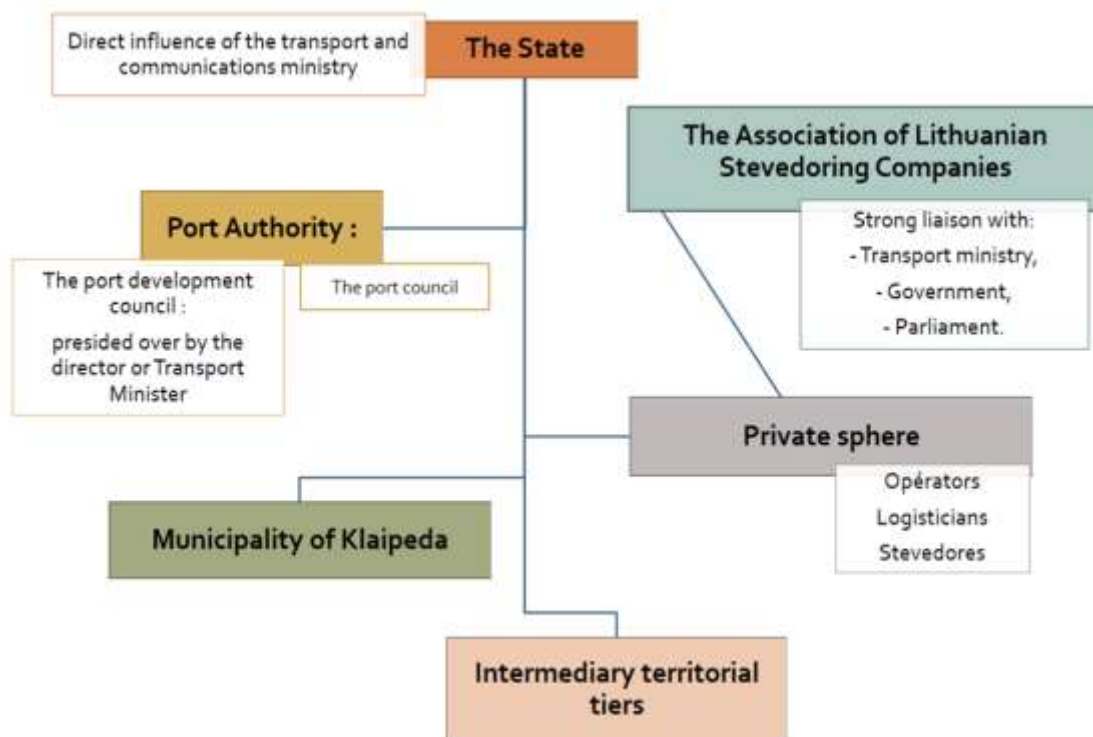 Direct influence of the transport and
communications ministry
The State
The Association of Lithuanian
Stevedoring Companies
Strong liaison with:
- Transport ministry,
- Government,
- Parliament.
Port Authority :
The port development
council :
presided over by the
director or Transport
Minister
The port council
Private sphere
Opérators
Logisticians
Stevedores
Municipality of Klaipeda
Intermediary territorial
tiers